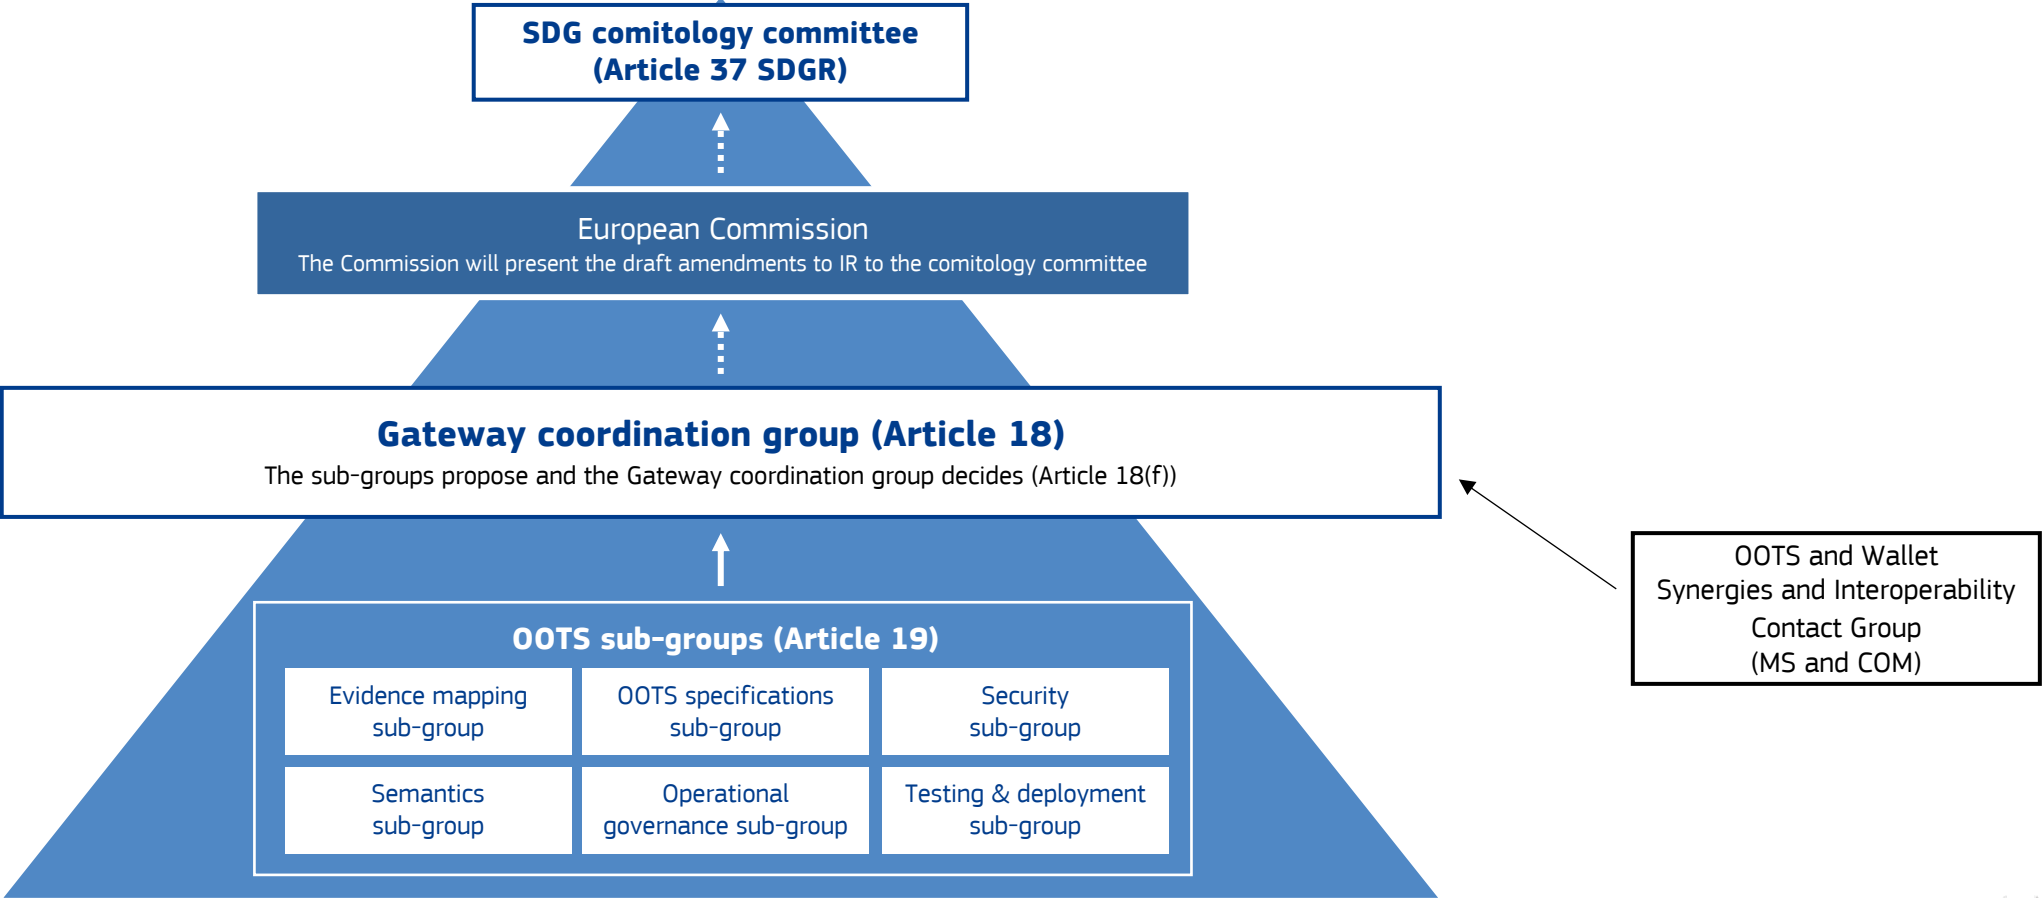 SDG comitology committee
(Article 37 SDGR)
European Commission
The Commission will present the draft amendments to IR to the comitology committee
Gateway coordination group (Article 18)
The sub-groups propose and the Gateway coordination group decides (Article 18(f))
OOTS and Wallet
Synergies and Interoperability
Contact Group
(MS and COM)
OOTS sub-groups (Article 19)
Evidence mapping
sub-group
OOTS specifications
sub-group
Security
sub-group
Semantics
sub-group
Operational
governance sub-group
Testing & deployment
sub-group